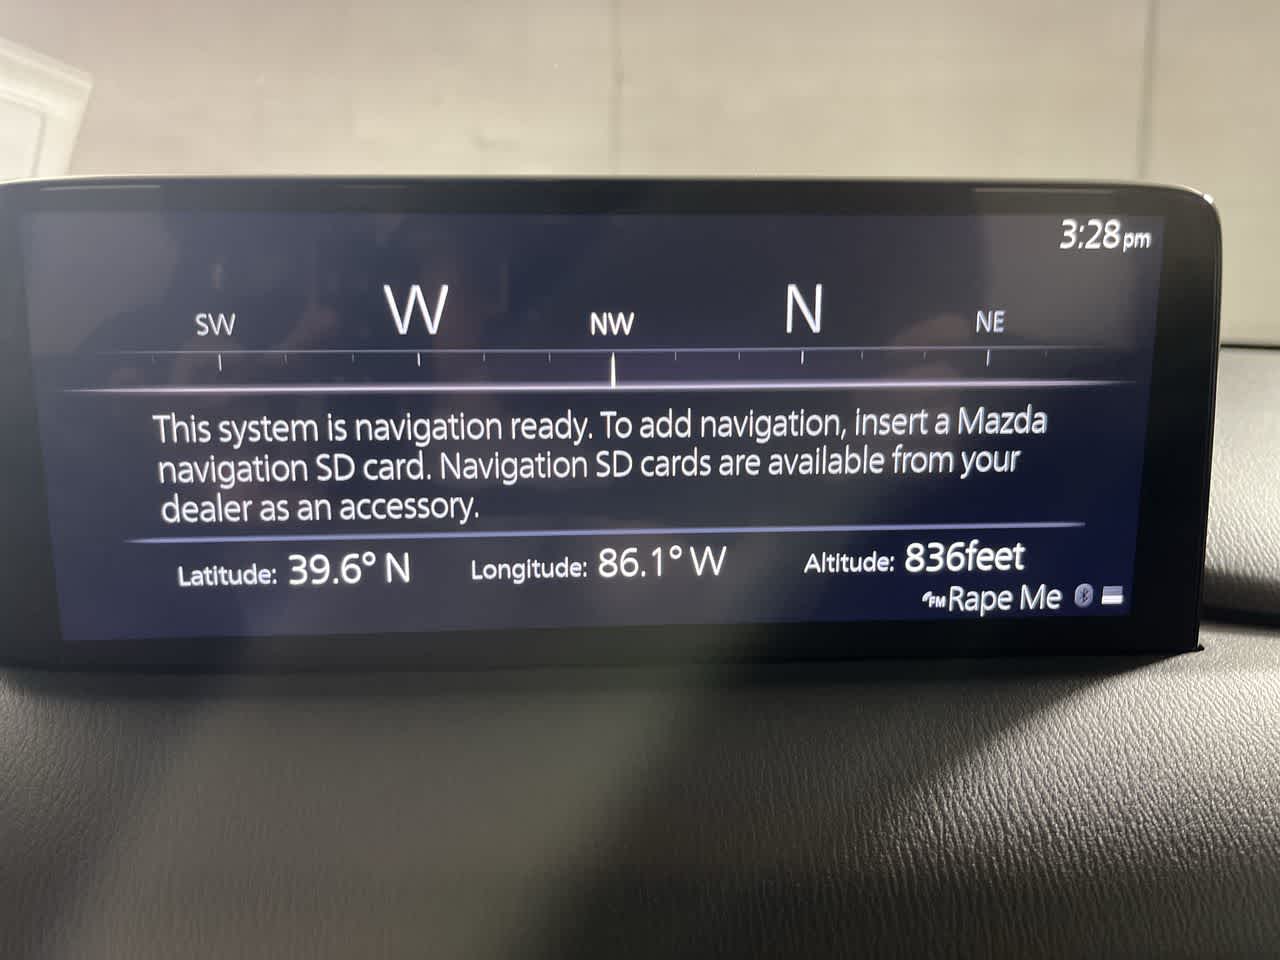 3:28 pm
SW W NW N NE
This system is navigation ready. To add navigation, insert a Mazda
navigation SD card. Navigation SD cards are available from your
dealer as an accessory.
Latitude: 39.6° N Longitude: 86.1° W Altitude: 836feet
FM Rape Me